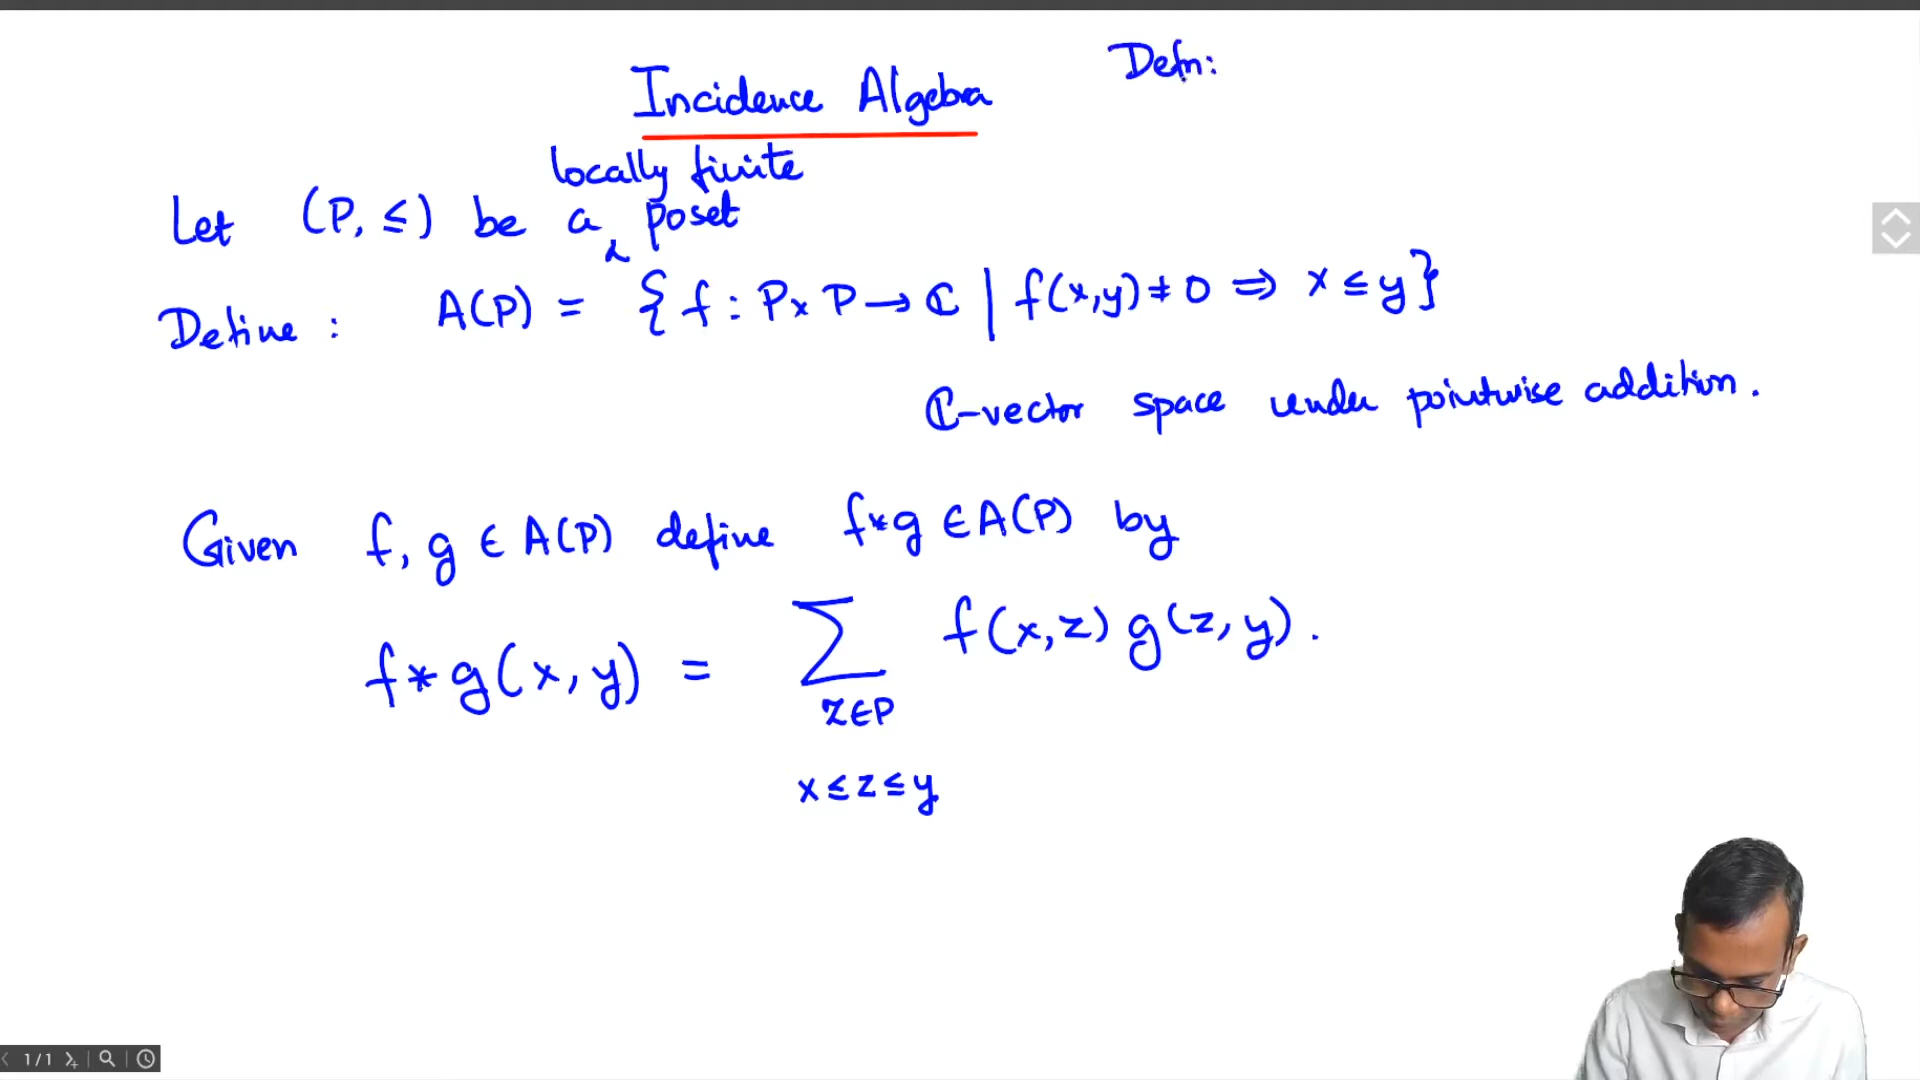 Incidence Algebra
Defn:
Let (P, ≤) be a locally finite poset
Define : A(P) = { f : P × P → ℂ | f(x,y) ≠ 0 ⇒ x ≤ y }
ℂ-vector space under pointwise addition.
Given f, g ∈ A(P) define f*g ∈ A(P) by
f*g(x,y) = ∑ f(x,z) g(z,y).
z∈P
x≤z≤y
1/1